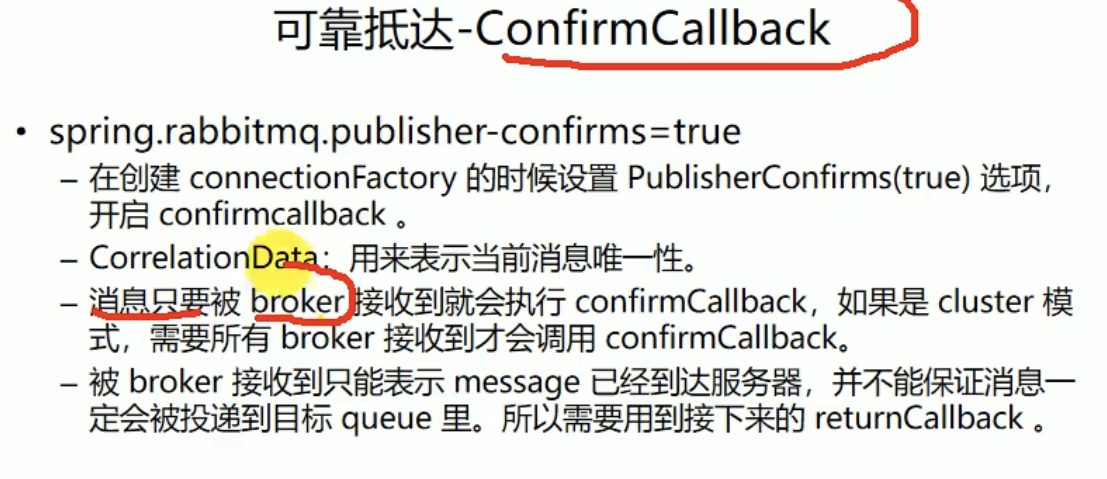 可靠抵达-ConfirmCallback
• spring.rabbitmq.publisher-confirms=true
– 在创建 connectionFactory 的时候设置 PublisherConfirms(true) 选项，
开启 confirmcallback 。
– CorrelationData：用来表示当前消息唯一性。
– 消息只要被 broker 接收到就会执行 confirmCallback，如果是 cluster 模
式，需要所有 broker 接收到才会调用 confirmCallback。
– 被 broker 接收到只能表示 message 已经到达服务器，并不能保证消息一
定会被投递到目标 queue 里。所以需要用到接下来的 returnCallback 。